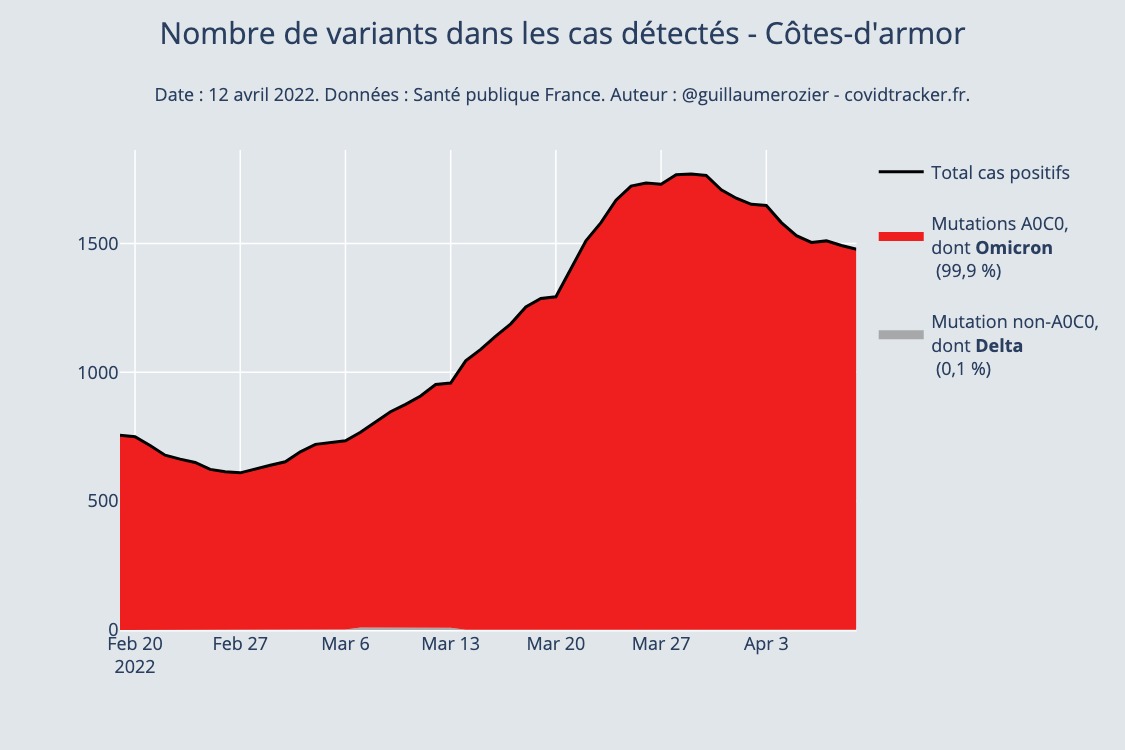 Nombre de variants dans les cas détectés - Côtes-d'armor
Date : 12 avril 2022. Données : Santé publique France. Auteur : @guillaumerozier - covidtracker.fr.
Total cas positifs
Mutations A0C0,
dont Omicron
(99,9 %)
Mutation non-A0C0,
dont Delta
(0,1 %)
1500
1000
500
0
Feb 20
2022
Feb 27
Mar 6
Mar 13
Mar 20
Mar 27
Apr 3